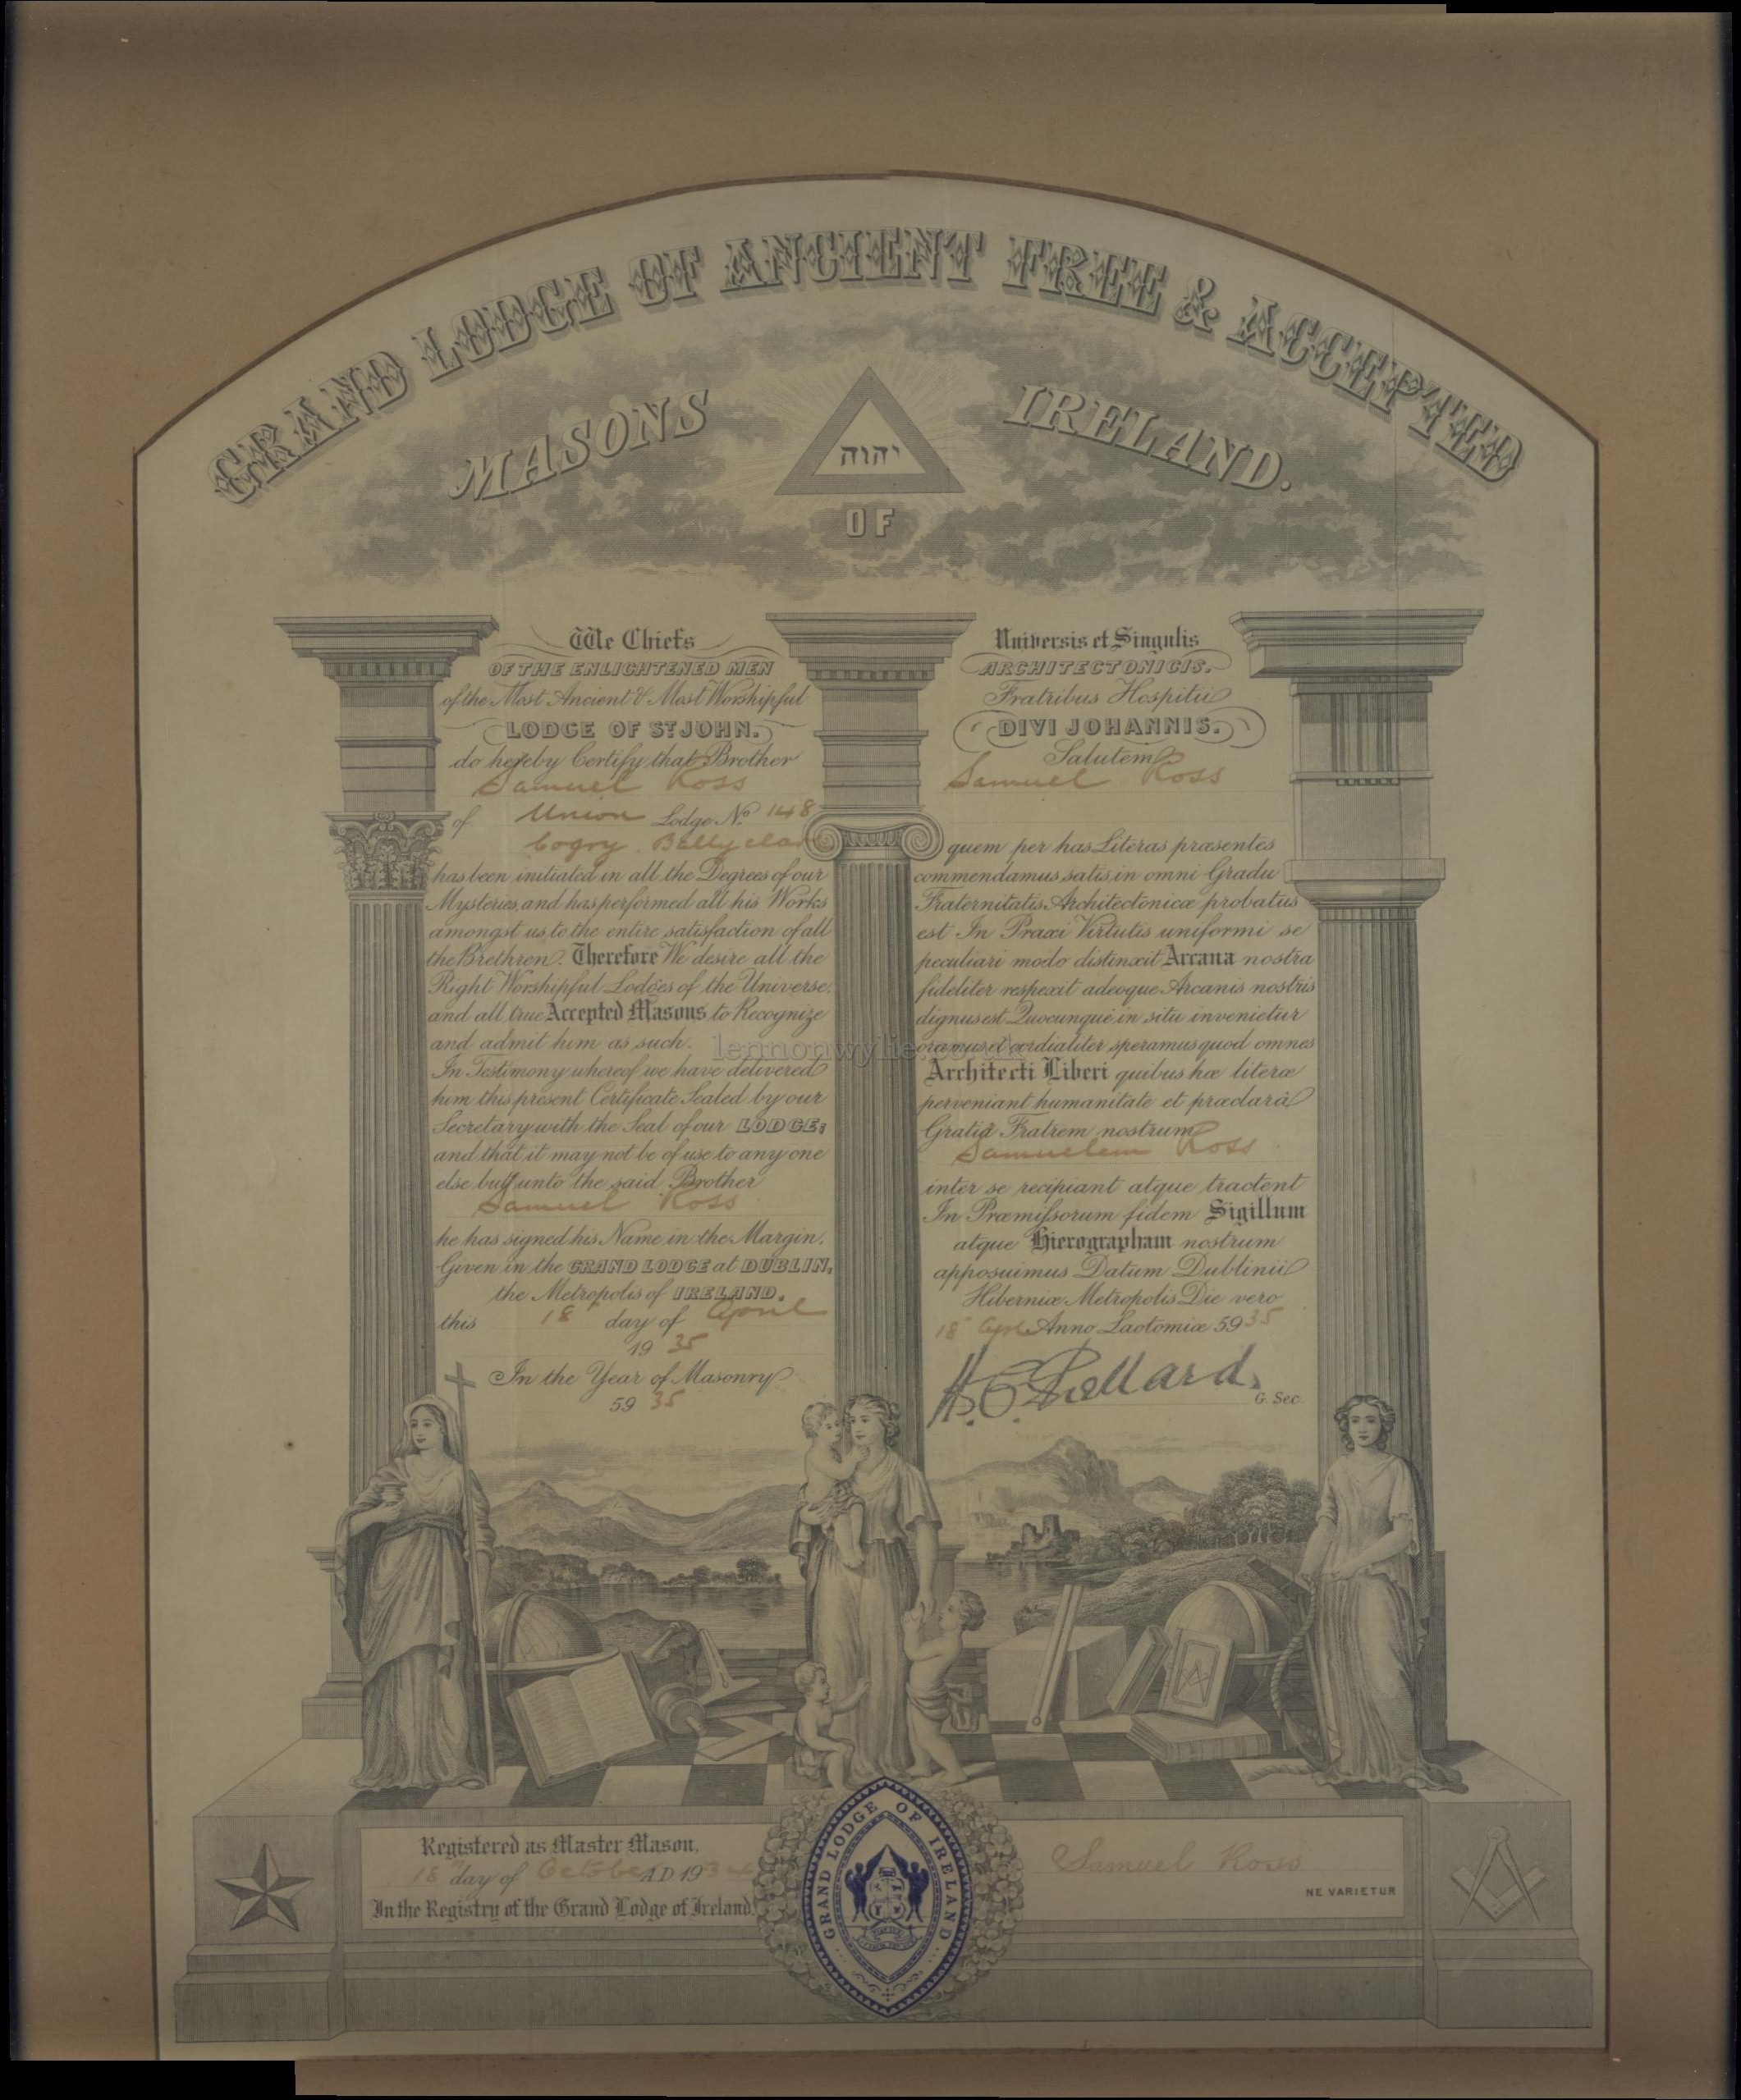 GRAND LODGE OF ANCIENT FREE & ACCEPTED
MASONS
IRELAND.
יהוה
OF
We Chiefs
OF THE ENLIGHTENED MEN
of the Most Ancient & Most Worshipful
LODGE OF ST JOHN.
do hereby Certify that Brother
Samuel Ross
of Union Lodge No. 148
Cogry. Ballyclare
has been initiated in all the Degrees of our
Mysteries, and has performed all his Works
amongst us, to the entire satisfaction of all
the Brethren. Therefore We desire all the
Right Worshipful Lodges of the Universe,
and all true Accepted Masons to Recognize
and admit him as such.
In Testimony whereof we have delivered
him this present Certificate Sealed by our
Secretary with the Seal of our LODGE;
and that it may not be of use to any one
else but unto the said Brother
Samuel Ross
he has signed his Name in the Margin.
Given in the GRAND LODGE at DUBLIN,
the Metropolis of IRELAND,
this 18th day of April
19 35
In the Year of Masonry
59 35
Universis et Singulis
ARCHITECTONICIS.
Fratribus Hospitii
DIVI JOHANNIS.
Salutem
Samuel Ross
quem per has Literas præsentes
commendamus, satis in omni Gradu
Fraternitatis Architectonicæ probatus
est In Praxi Virtutis uniformi se
peculiari modo distinxit Arcana nostra
fideliter respexit adeoque Arcanis nostris
dignus est Quocunque in situ invenietur
oramus et cordialiter speramus quod omnes
Architecti Liberi quibus hæ literæ
perveniant humanitate et præclarâ
Gratiâ Fratrem nostrum
Samuelem Ross
inter se recipiant atque tractent
In Præmissorum fidem Sigillum
atque Hierographam nostrum
apposuimus Datum Dublinii
Hiberniæ Metropolis Die vero
18th Apl Anno Laotomiæ 5935
H. C. Shellard.
G. Sec.
lennonwylie.co.uk
Registered as Master Mason,
18th day of October A.D 1934
In the Registry of the Grand Lodge of Ireland.
GRAND LODGE OF IRELAND
Samuel Ross
NE VARIETUR